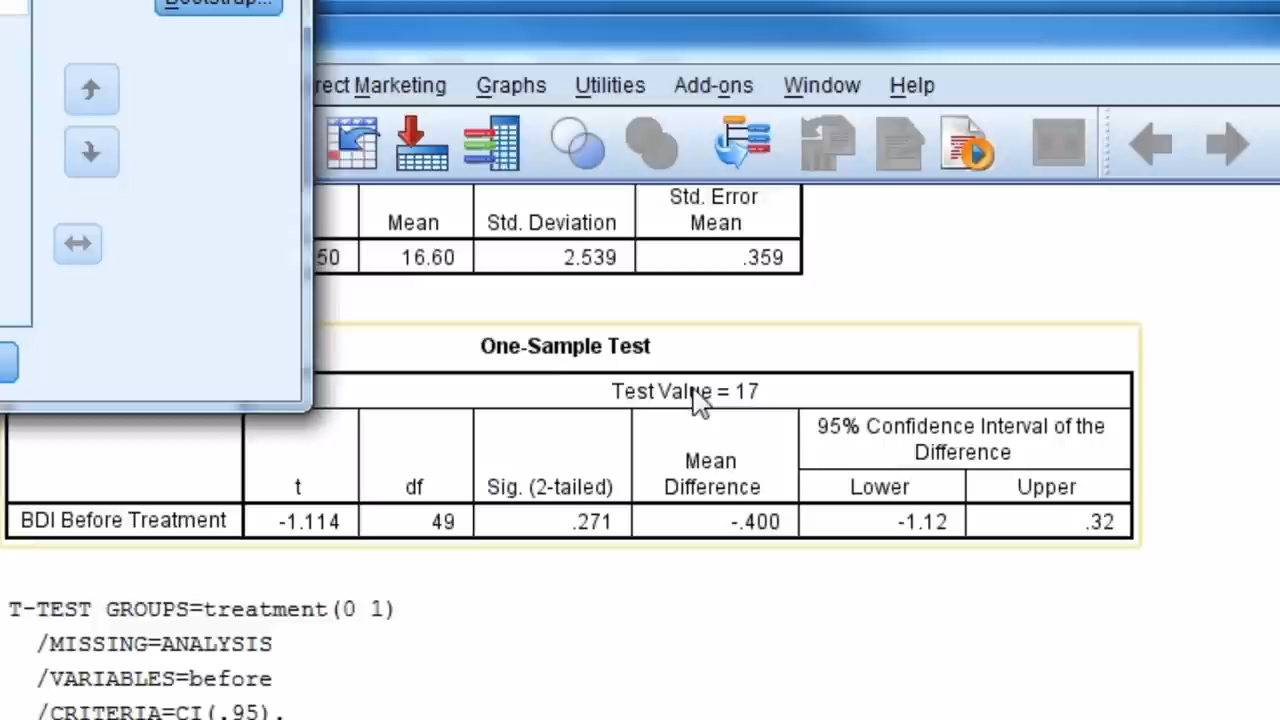 Bootstrap...
rect Marketing Graphs Utilities Add-ons Window Help
Std. Error
Mean Std. Deviation Mean
50 16.60 2.539 .359
One-Sample Test
Test Value = 17
95% Confidence Interval of the
Difference
Mean
t df Sig. (2-tailed) Difference Lower Upper
BDI Before Treatment -1.114 49 .271 -.400 -1.12 .32
T-TEST GROUPS=treatment(0 1)
/MISSING=ANALYSIS
/VARIABLES=before
/CRITERIA=CI(.95).